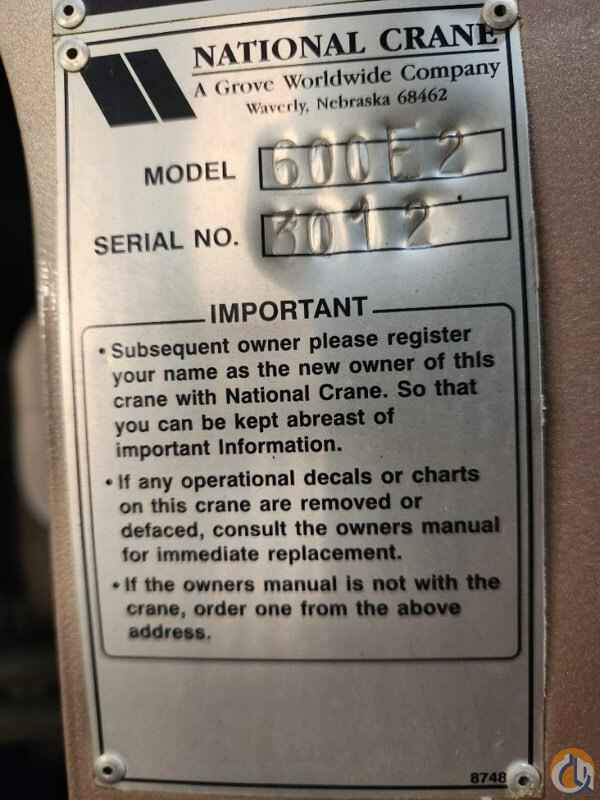 NATIONAL CRANE
A Grove Worldwide Company
Waverly, Nebraska 68462
MODEL 600E2
SERIAL NO. 3012
IMPORTANT
• Subsequent owner please register
your name as the new owner of this
crane with National Crane. So that
you can be kept abreast of
important Information.
• If any operational decals or charts
on this crane are removed or
defaced, consult the owners manual
for immediate replacement.
• If the owners manual is not with the
crane, order one from the above
address.
8748